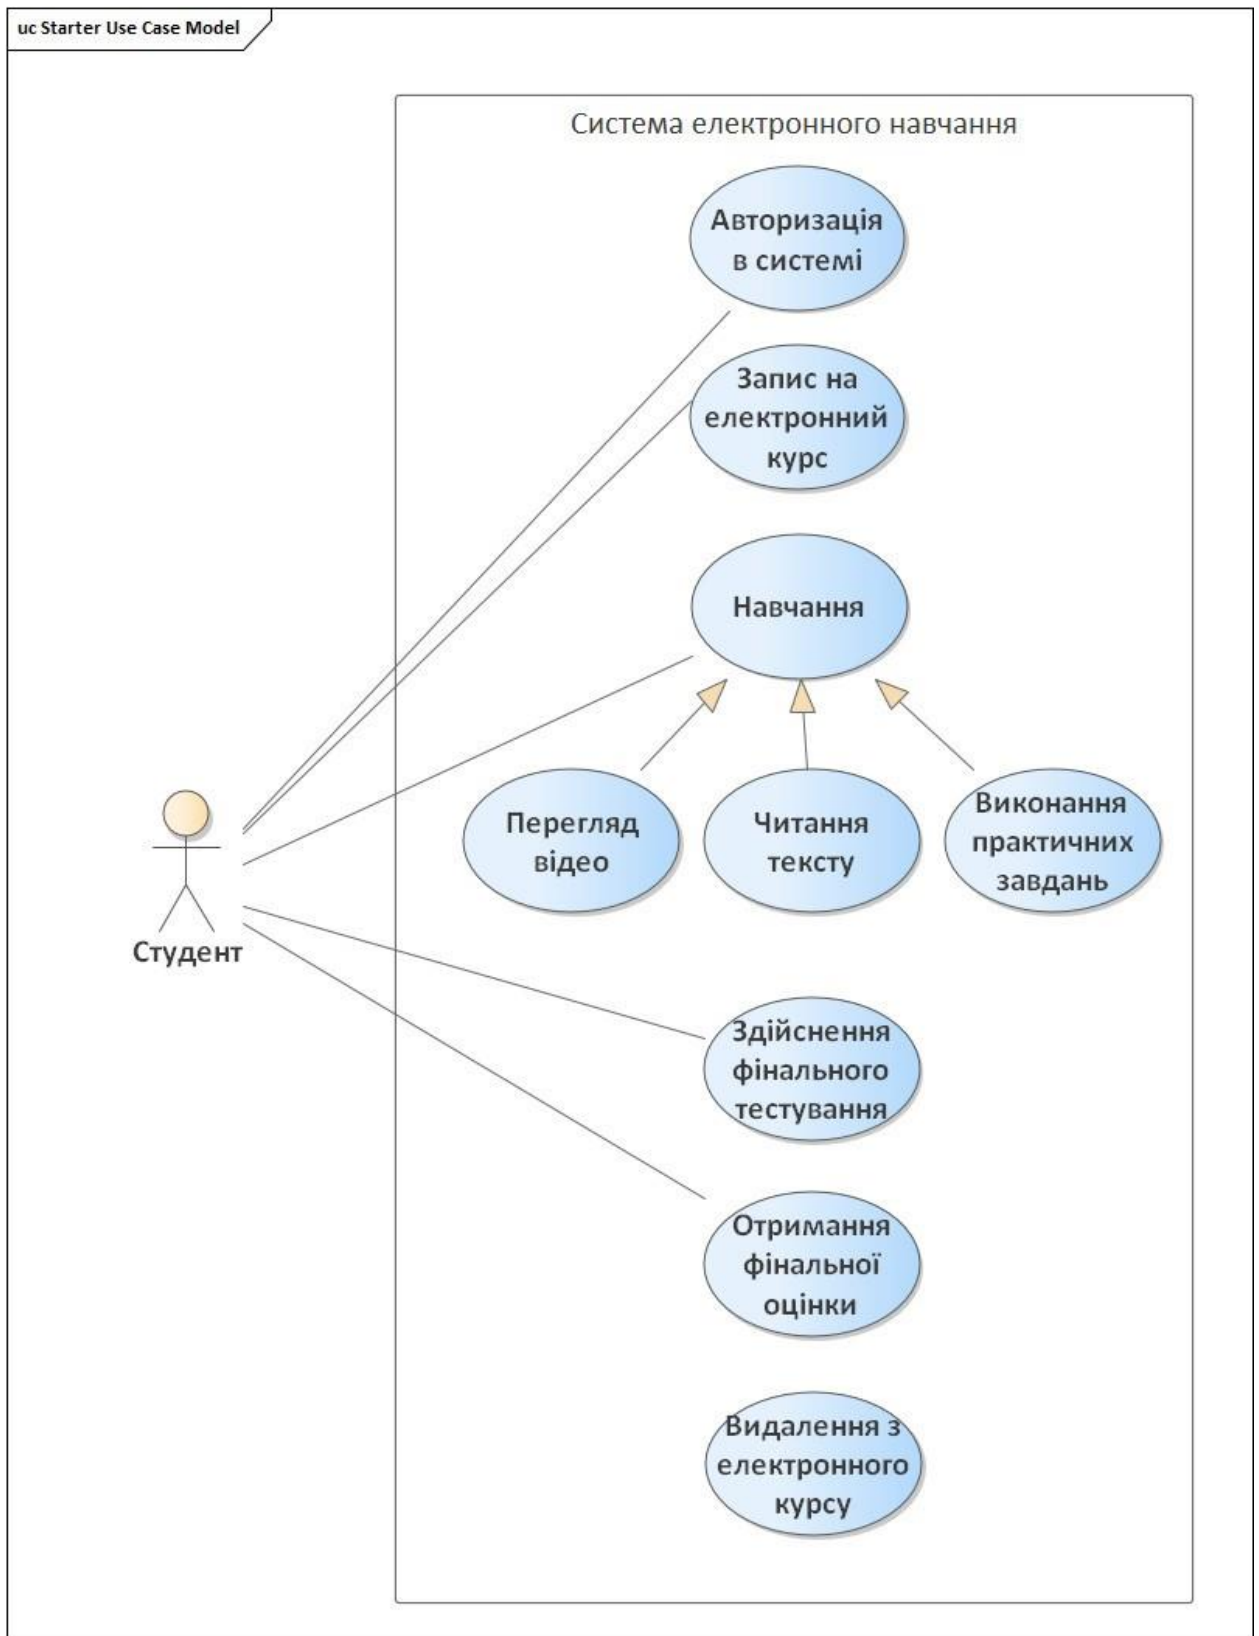 uc Starter Use Case Model
Система електронного навчання
Авторизація
в системі
Запис на
електронний
курс
Навчання
Перегляд
відео
Читання
тексту
Виконання
практичних
завдань
Студент
Здійснення
фінального
тестування
Отримання
фінальної
оцінки
Видалення з
електронного
курсу